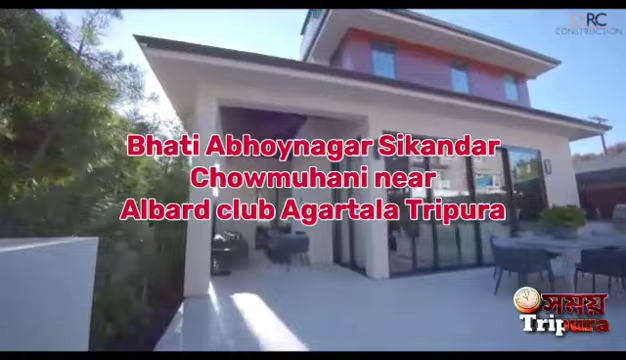 RC
CONSTRUCTION
Bhati Abhoynagar Sikandar
Chowmuhani near
Albard club Agartala Tripura
সময়
Tripura